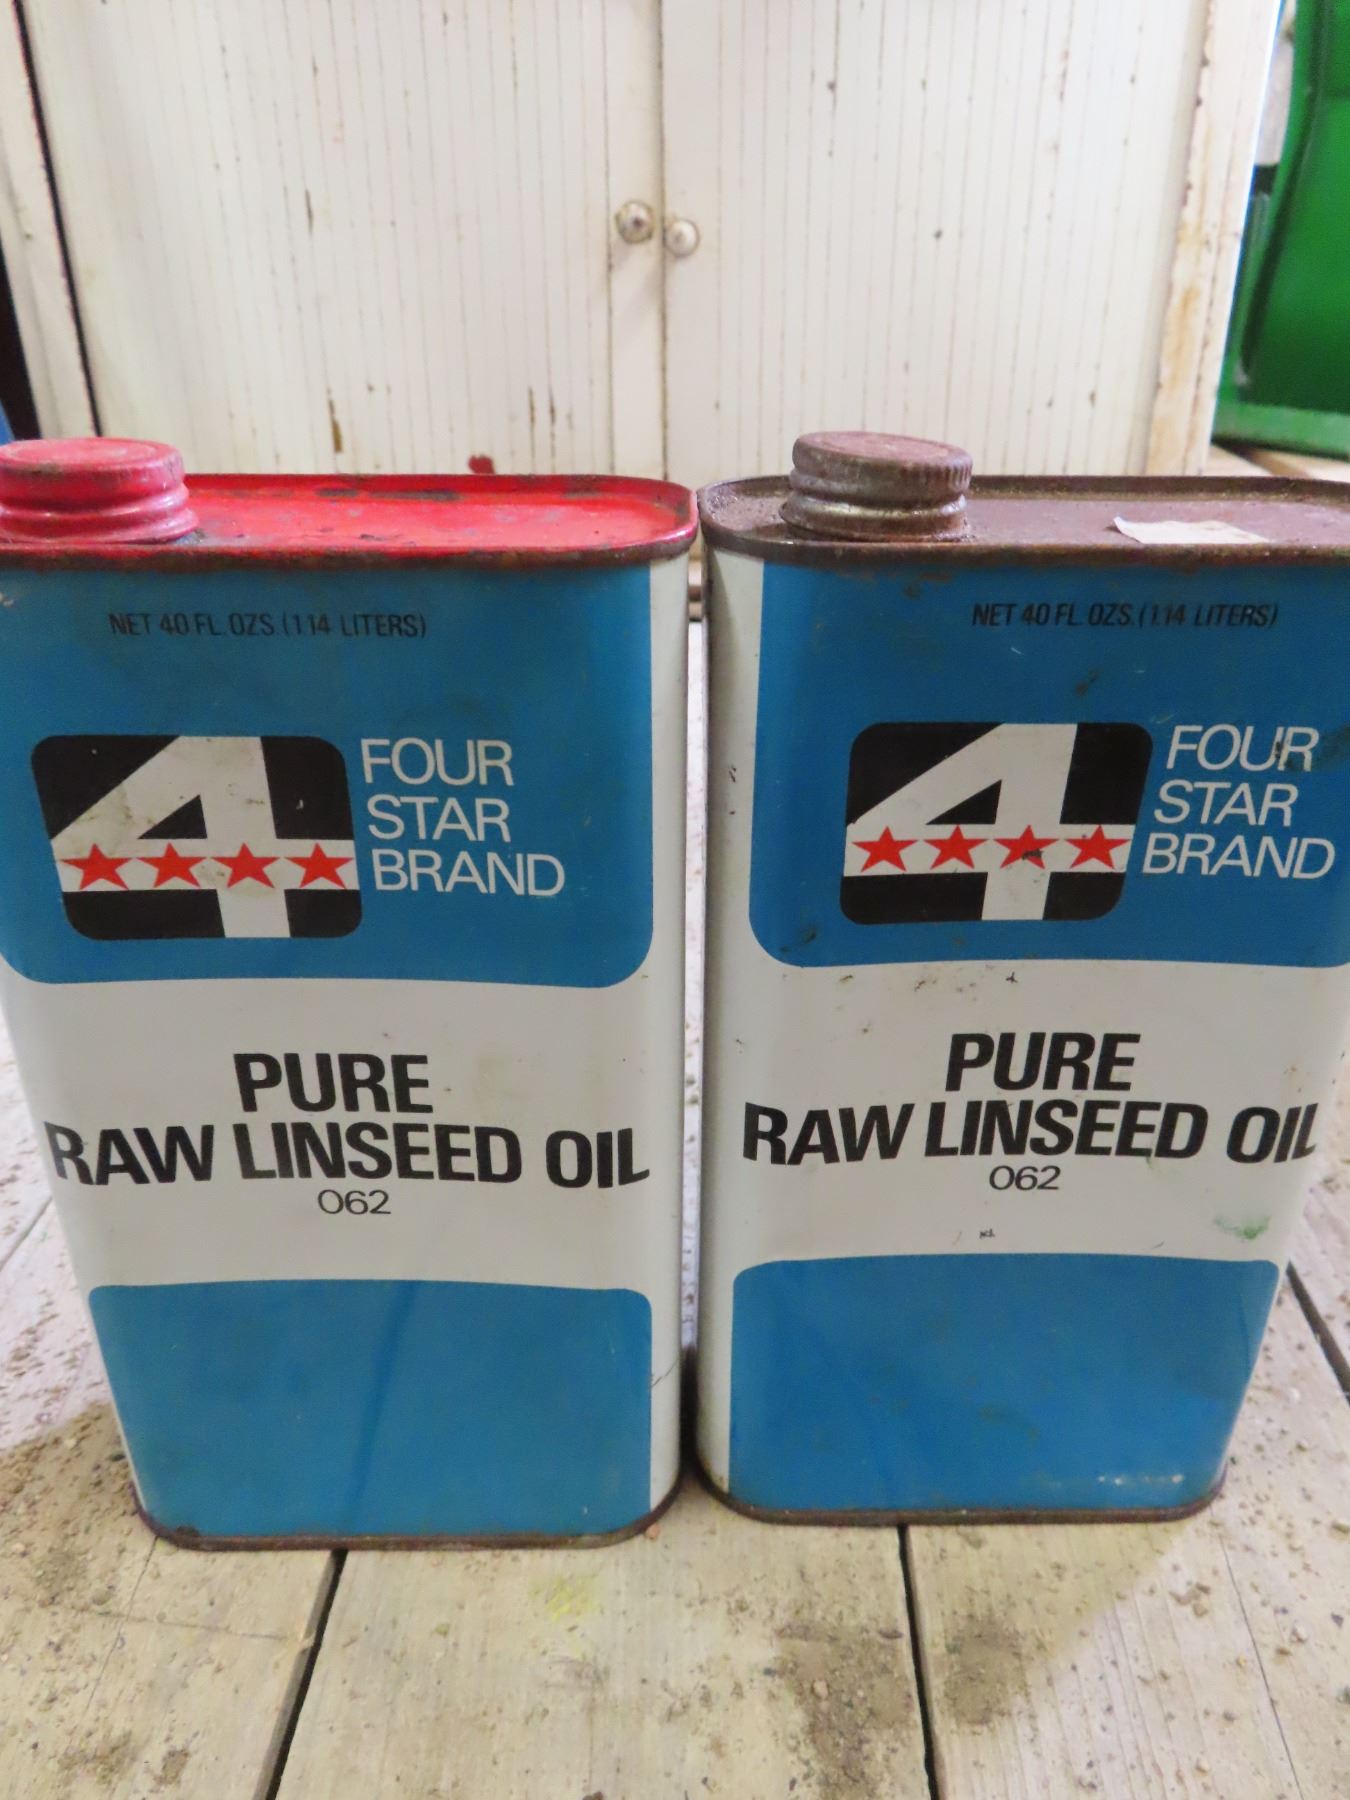 NET 40 FL. OZS. (1.14 LITERS)
4
FOUR
STAR
BRAND
PURE
RAW LINSEED OIL
062
NET 40 FL. OZS. (1.14 LITERS)
4
FOUR
STAR
BRAND
PURE
RAW LINSEED OIL
062